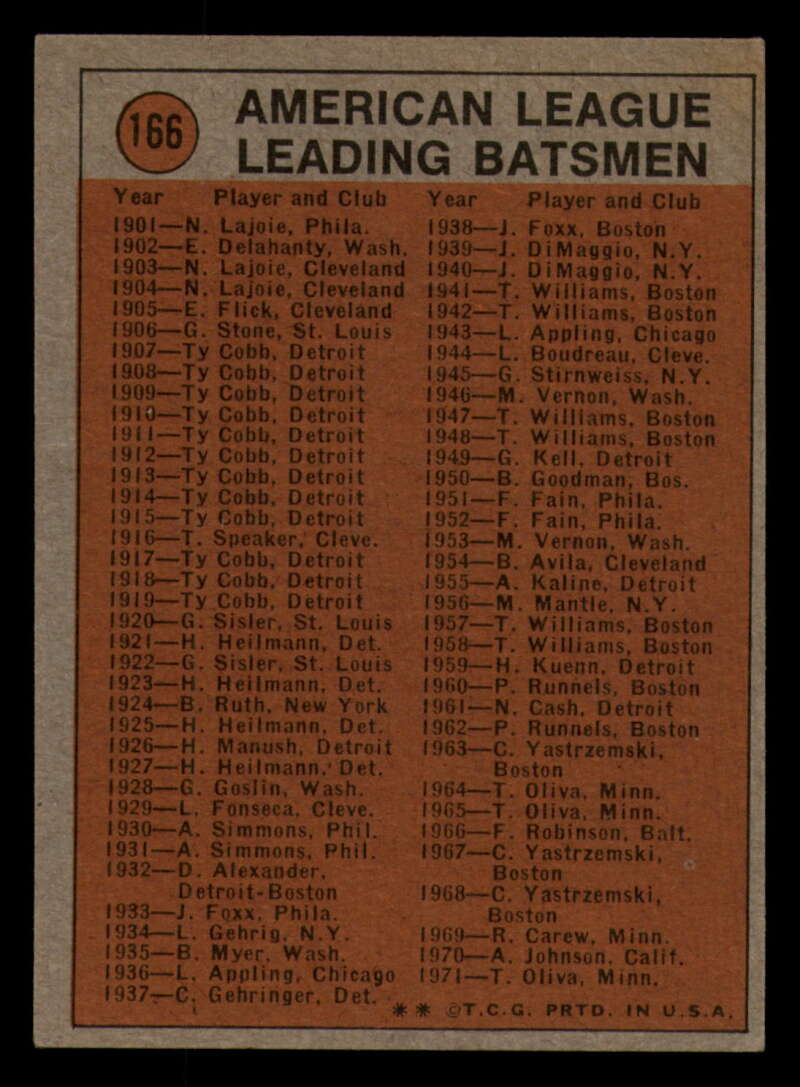 166
AMERICAN LEAGUE
LEADING BATSMEN
Year Player and Club
1901—N. Lajoie, Phila.
1902—E. Delahanty, Wash.
1903—N. Lajoie, Cleveland
1904—N. Lajoie, Cleveland
1905—E. Flick, Cleveland
1906—G. Stone, St. Louis
1907—Ty Cobb, Detroit
1908—Ty Cobb, Detroit
1909—Ty Cobb, Detroit
1910—Ty Cobb, Detroit
1911—Ty Cobb, Detroit
1912—Ty Cobb, Detroit
1913—Ty Cobb, Detroit
1914—Ty Cobb, Detroit
1915—Ty Cobb, Detroit
1916—T. Speaker, Cleve.
1917—Ty Cobb, Detroit
1918—Ty Cobb, Detroit
1919—Ty Cobb, Detroit
1920—G. Sisler, St. Louis
1921—H. Heilmann, Det.
1922—G. Sisler, St. Louis
1923—H. Heilmann, Det.
1924—B. Ruth, New York
1925—H. Heilmann, Det.
1926—H. Manush, Detroit
1927—H. Heilmann, Det.
1928—G. Goslin, Wash.
1929—L. Fonseca, Cleve.
1930—A. Simmons, Phil.
1931—A. Simmons, Phil.
1932—D. Alexander,
Detroit-Boston
1933—J. Foxx, Phila.
1934—L. Gehrig, N.Y.
1935—B. Myer, Wash.
1936—L. Appling, Chicago
1937—C. Gehringer, Det.
Year Player and Club
1938—J. Foxx, Boston
1939—J. DiMaggio, N.Y.
1940—J. DiMaggio, N.Y.
1941—T. Williams, Boston
1942—T. Williams, Boston
1943—L. Appling, Chicago
1944—L. Boudreau, Cleve.
1945—G. Stirnweiss, N.Y.
1946—M. Vernon, Wash.
1947—T. Williams, Boston
1948—T. Williams, Boston
1949—G. Kell, Detroit
1950—B. Goodman, Bos.
1951—F. Fain, Phila.
1952—F. Fain, Phila.
1953—M. Vernon, Wash.
1954—B. Avila, Cleveland
1955—A. Kaline, Detroit
1956—M. Mantle, N.Y.
1957—T. Williams, Boston
1958—T. Williams, Boston
1959—H. Kuenn, Detroit
1960—P. Runnels, Boston
1961—N. Cash, Detroit
1962—P. Runnels, Boston
1963—C. Yastrzemski,
Boston
1964—T. Oliva, Minn.
1965—T. Oliva, Minn.
1966—F. Robinson, Balt.
1967—C. Yastrzemski,
Boston
1968—C. Yastrzemski,
Boston
1969—R. Carew, Minn.
1970—A. Johnson, Calif.
1971—T. Oliva, Minn.
** ©T.C.G. PRTD. IN U.S.A.